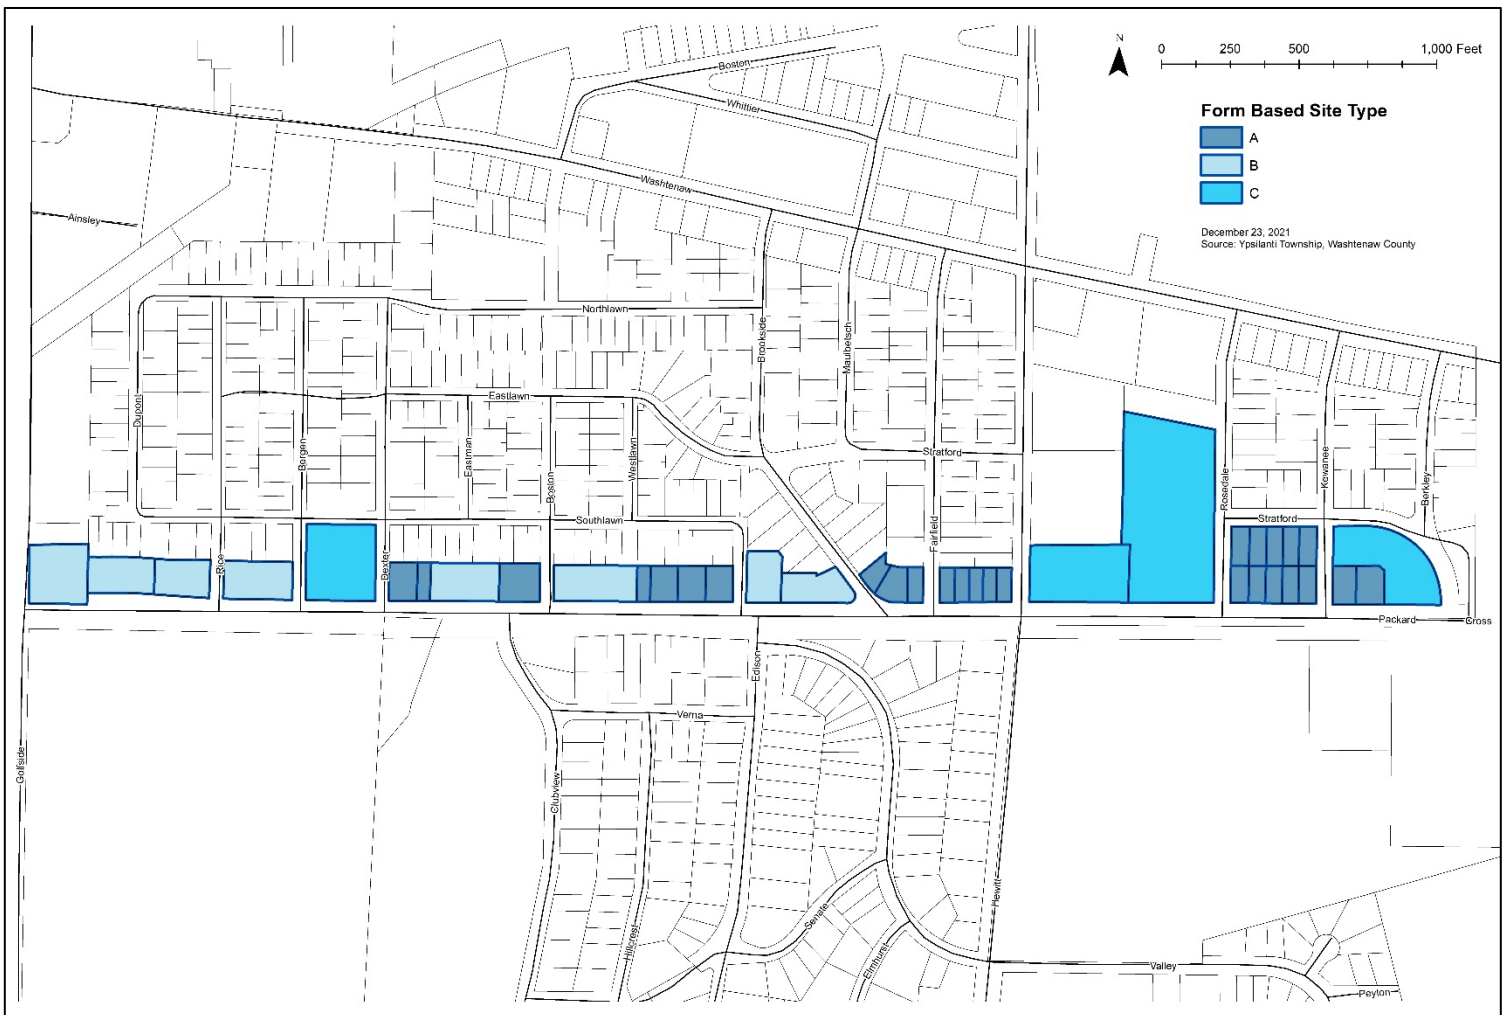 N
0 250 500 1,000 Feet
Form Based Site Type
A
B
C
December 23, 2021
Source: Ypsilanti Township, Washtenaw County
Boston
Whittier
Washtenaw
Ainsley
Northlawn
Brookside
Maulbetsch
Dupont
Eastlawn
Bergen
Eastman
Boston
Westlawn
Stratford
Rosedale
Kewanee
Berkley
Southlawn
Stratford
Fairfield
Rice
Dexter
Packard
Cross
Edison
Verna
Golfside
Clubview
Hillcrest
Senate
Elmhurst
Hewitt
Valley
Peyton